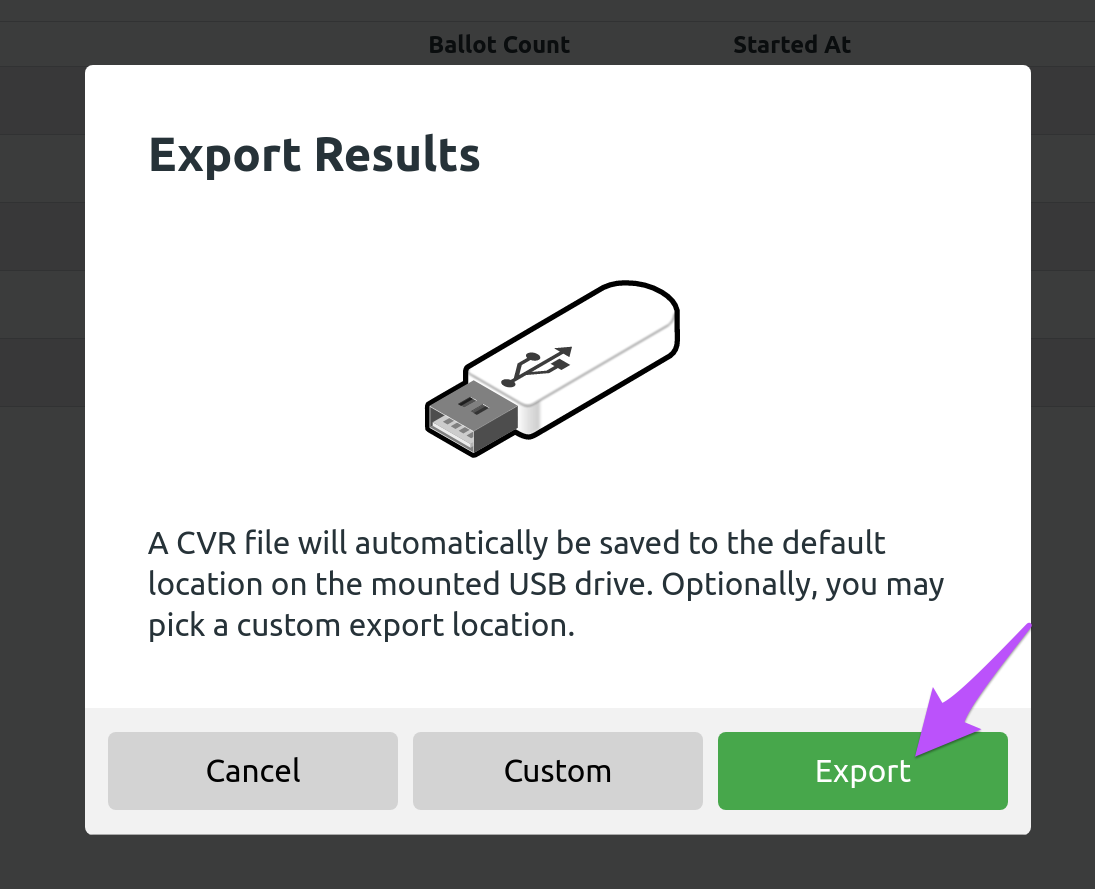 Ballot Count Started At
Export Results
A CVR file will automatically be saved to the default
location on the mounted USB drive. Optionally, you may
pick a custom export location.
Cancel Custom Export